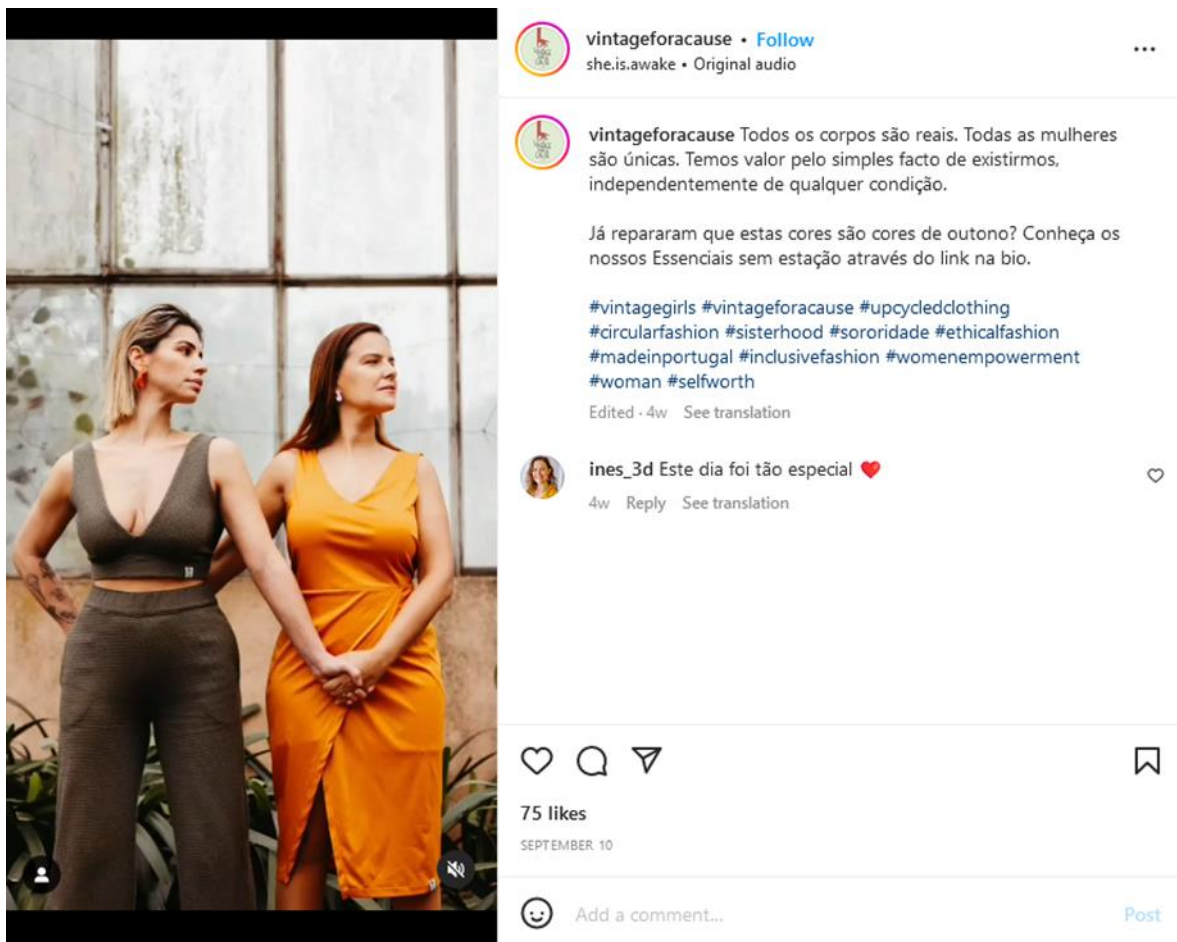 vintageforacause • Follow
she.is.awake • Original audio
vintageforacause Todos os corpos são reais. Todas as mulheres
são únicas. Temos valor pelo simples facto de existirmos,
independentemente de qualquer condição.
Já repararam que estas cores são cores de outono? Conheça os
nossos Essenciais sem estação através do link na bio.
#vintagegirls #vintageforacause #upcycledclothing
#circularfashion #sisterhood #sororidade #ethicalfashion
#madeinportugal #inclusivefashion #womenempowerment
#woman #selfworth
Edited · 4w See translation
ines_3d Este dia foi tão especial ❤️
4w Reply See translation
75 likes
SEPTEMBER 10
Add a comment...
Post